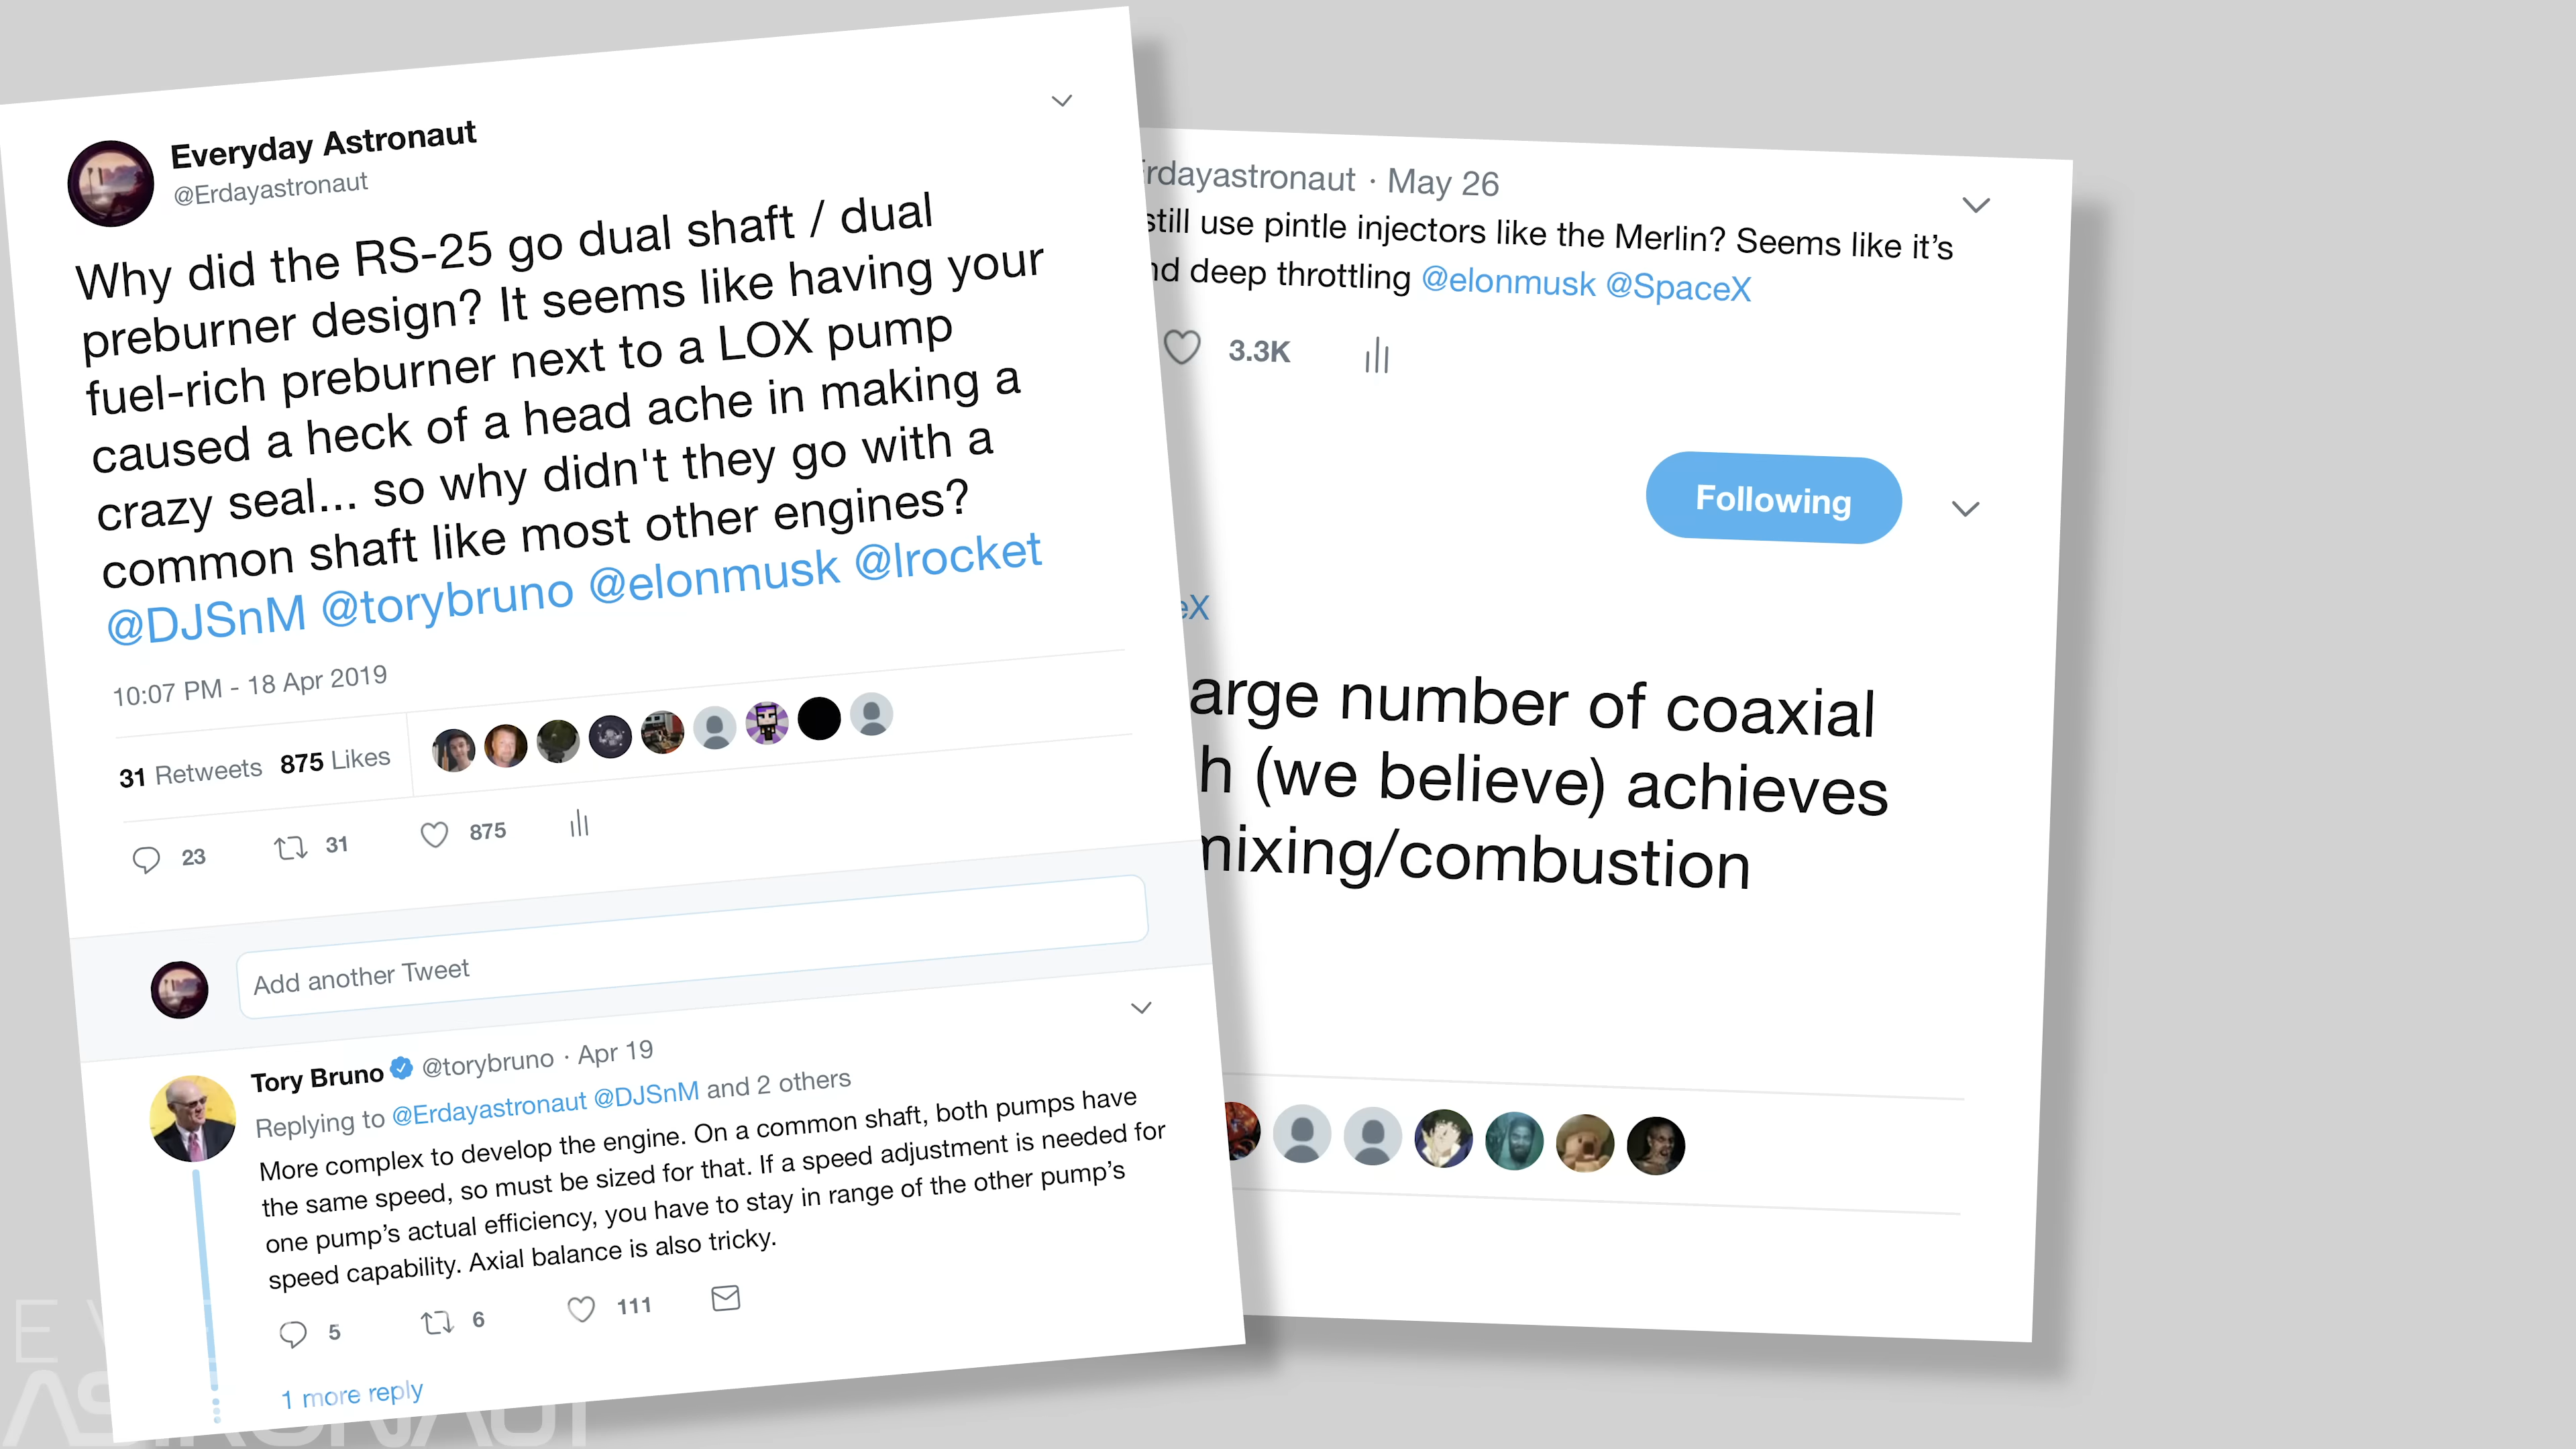 Everyday Astronaut
@Erdayastronaut
Why did the RS-25 go dual shaft / dual
preburner design? It seems like having your
fuel-rich preburner next to a LOX pump
caused a heck of a head ache in making a
crazy seal... so why didn't they go with a
common shaft like most other engines?
@DJSnM @torybruno @elonmusk @lrocket
10:07 PM - 18 Apr 2019
31 Retweets 875 Likes
23 31 875
Add another Tweet
Tory Bruno @torybruno · Apr 19
Replying to @Erdayastronaut @DJSnM and 2 others
More complex to develop the engine. On a common shaft, both pumps have
the same speed, so must be sized for that. If a speed adjustment is needed for
one pump’s actual efficiency, you have to stay in range of the other pump’s
speed capability. Axial balance is also tricky.
5 6 111
1 more reply
rdayastronaut · May 26
still use pintle injectors like the Merlin? Seems like it’s
nd deep throttling @elonmusk @SpaceX
3.3K
Following
eX
arge number of coaxial
h (we believe) achieves
mixing/combustion